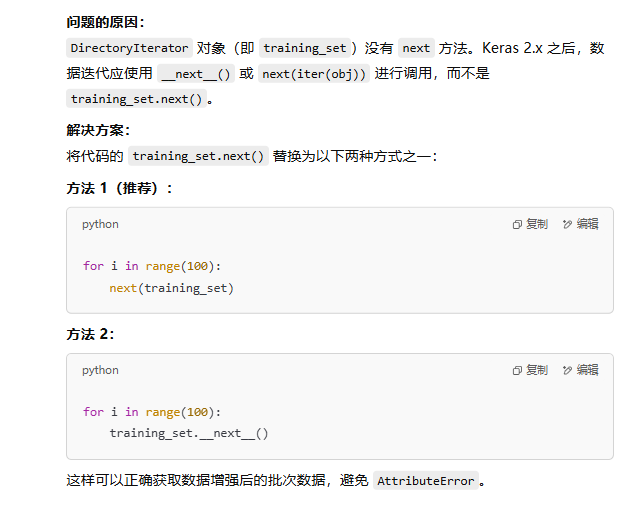 问题的原因：
DirectoryIterator 对象（即 training_set）没有 next 方法。Keras 2.x 之后，数
据迭代应使用 __next__() 或 next(iter(obj)) 进行调用，而不是
training_set.next()。
解决方案：
将代码的 training_set.next() 替换为以下两种方式之一：
方法 1（推荐）：
python 复制 编辑
for i in range(100):
    next(training_set)
方法 2：
python 复制 编辑
for i in range(100):
    training_set.__next__()
这样可以正确获取数据增强后的批次数据，避免 AttributeError。